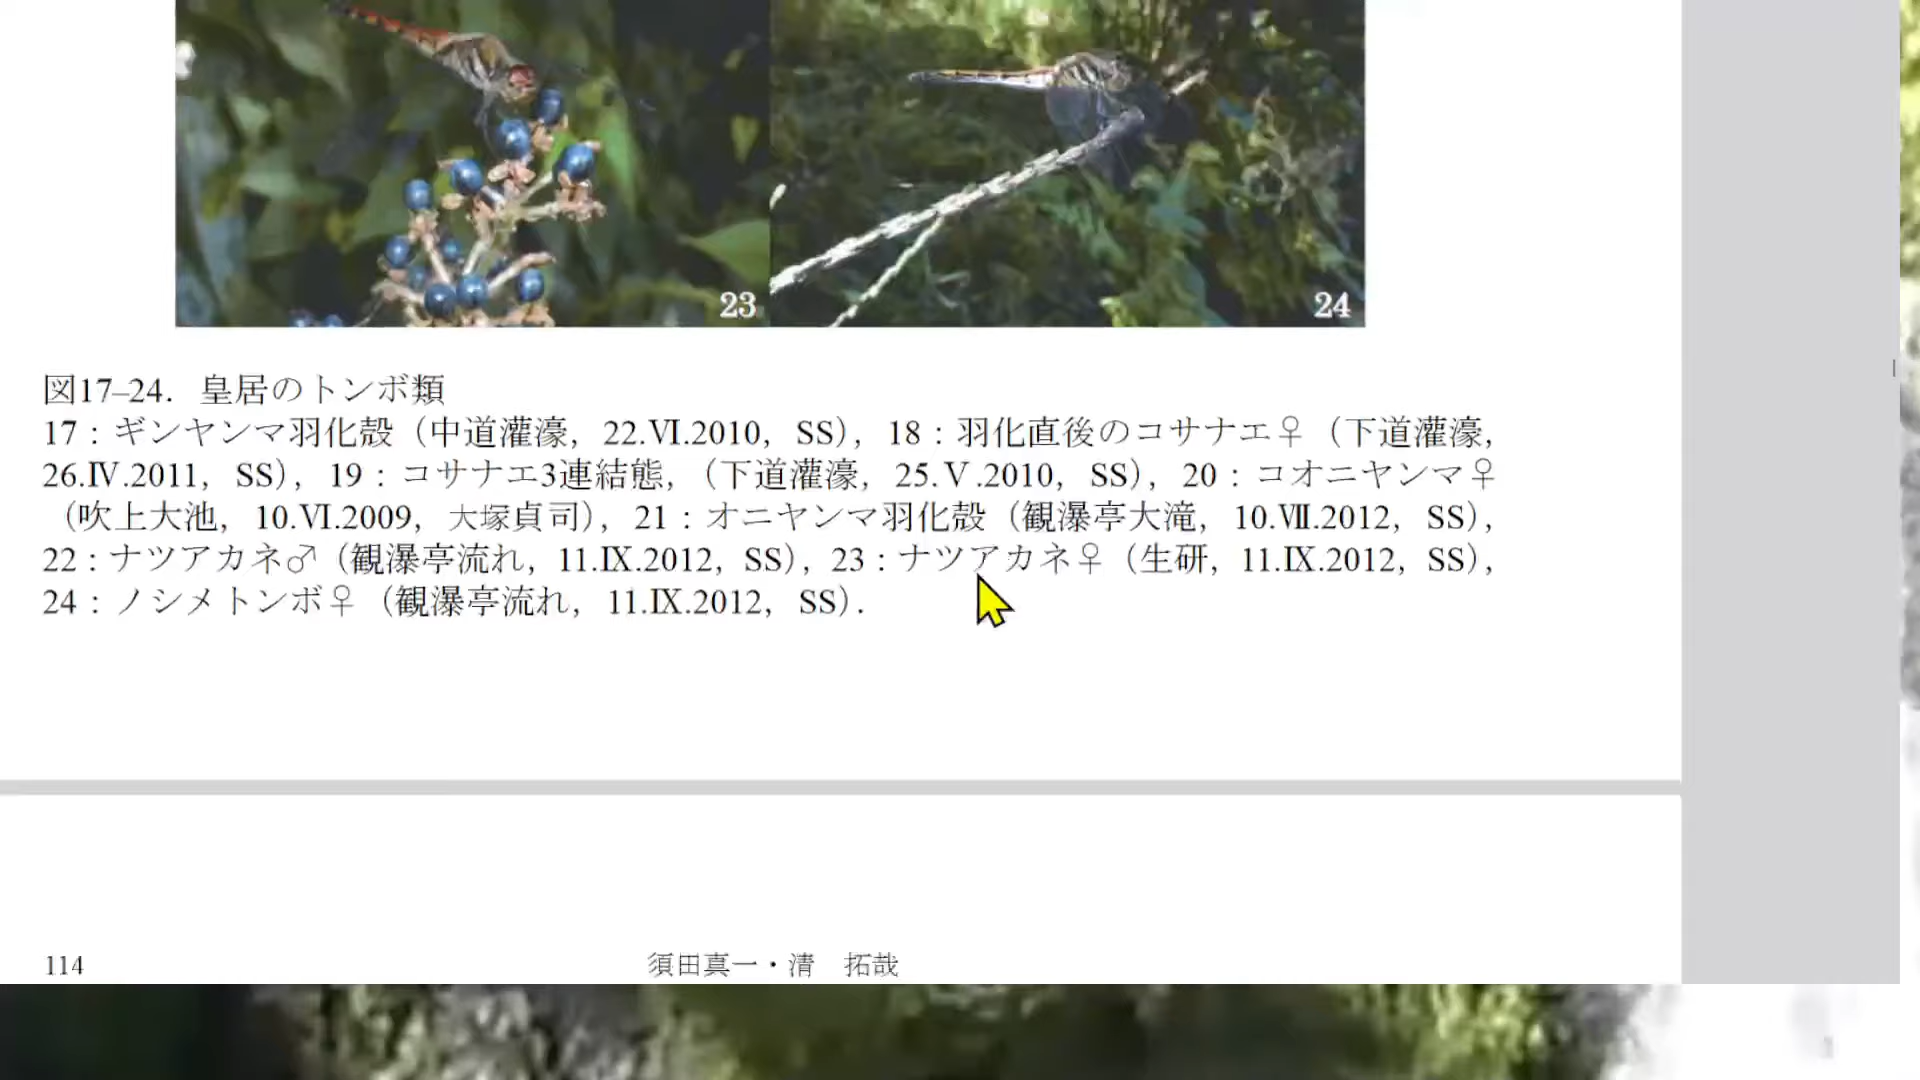 23
24
図17–24．皇居のトンボ類
17：ギンヤンマ羽化殻（中道灌濠，22.Ⅵ.2010，SS），18：羽化直後のコサナエ♀（下道灌濠，
26.Ⅳ.2011，SS），19：コサナエ3連結態，（下道灌濠，25.Ⅴ.2010，SS），20：コオニヤンマ♀
（吹上大池，10.Ⅵ.2009，大塚貞司），21：オニヤンマ羽化殻（観瀑亭大滝，10.Ⅶ.2012，SS），
22：ナツアカネ♂（観瀑亭流れ，11.Ⅸ.2012，SS），23：ナツアカネ♀（生研，11.Ⅸ.2012，SS），
24：ノシメトンボ♀（観瀑亭流れ，11.Ⅸ.2012，SS）．
114
須田真一・清　拓哉